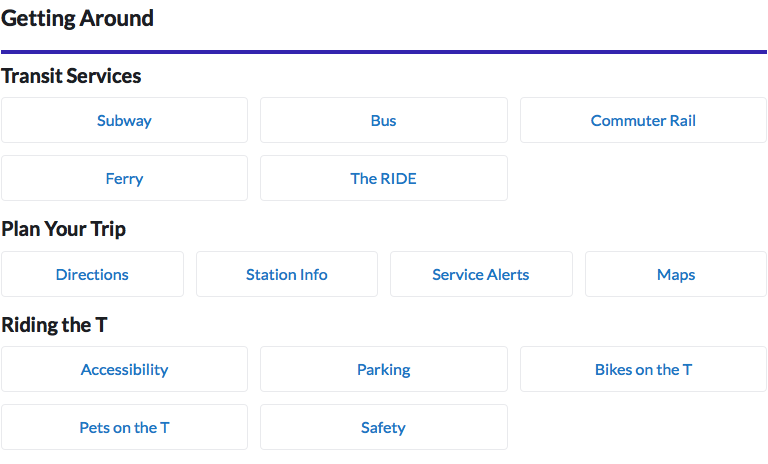 Getting Around
Transit Services
Subway Bus Commuter Rail
Ferry The RIDE
Plan Your Trip
Directions Station Info Service Alerts Maps
Riding the T
Accessibility Parking Bikes on the T
Pets on the T Safety